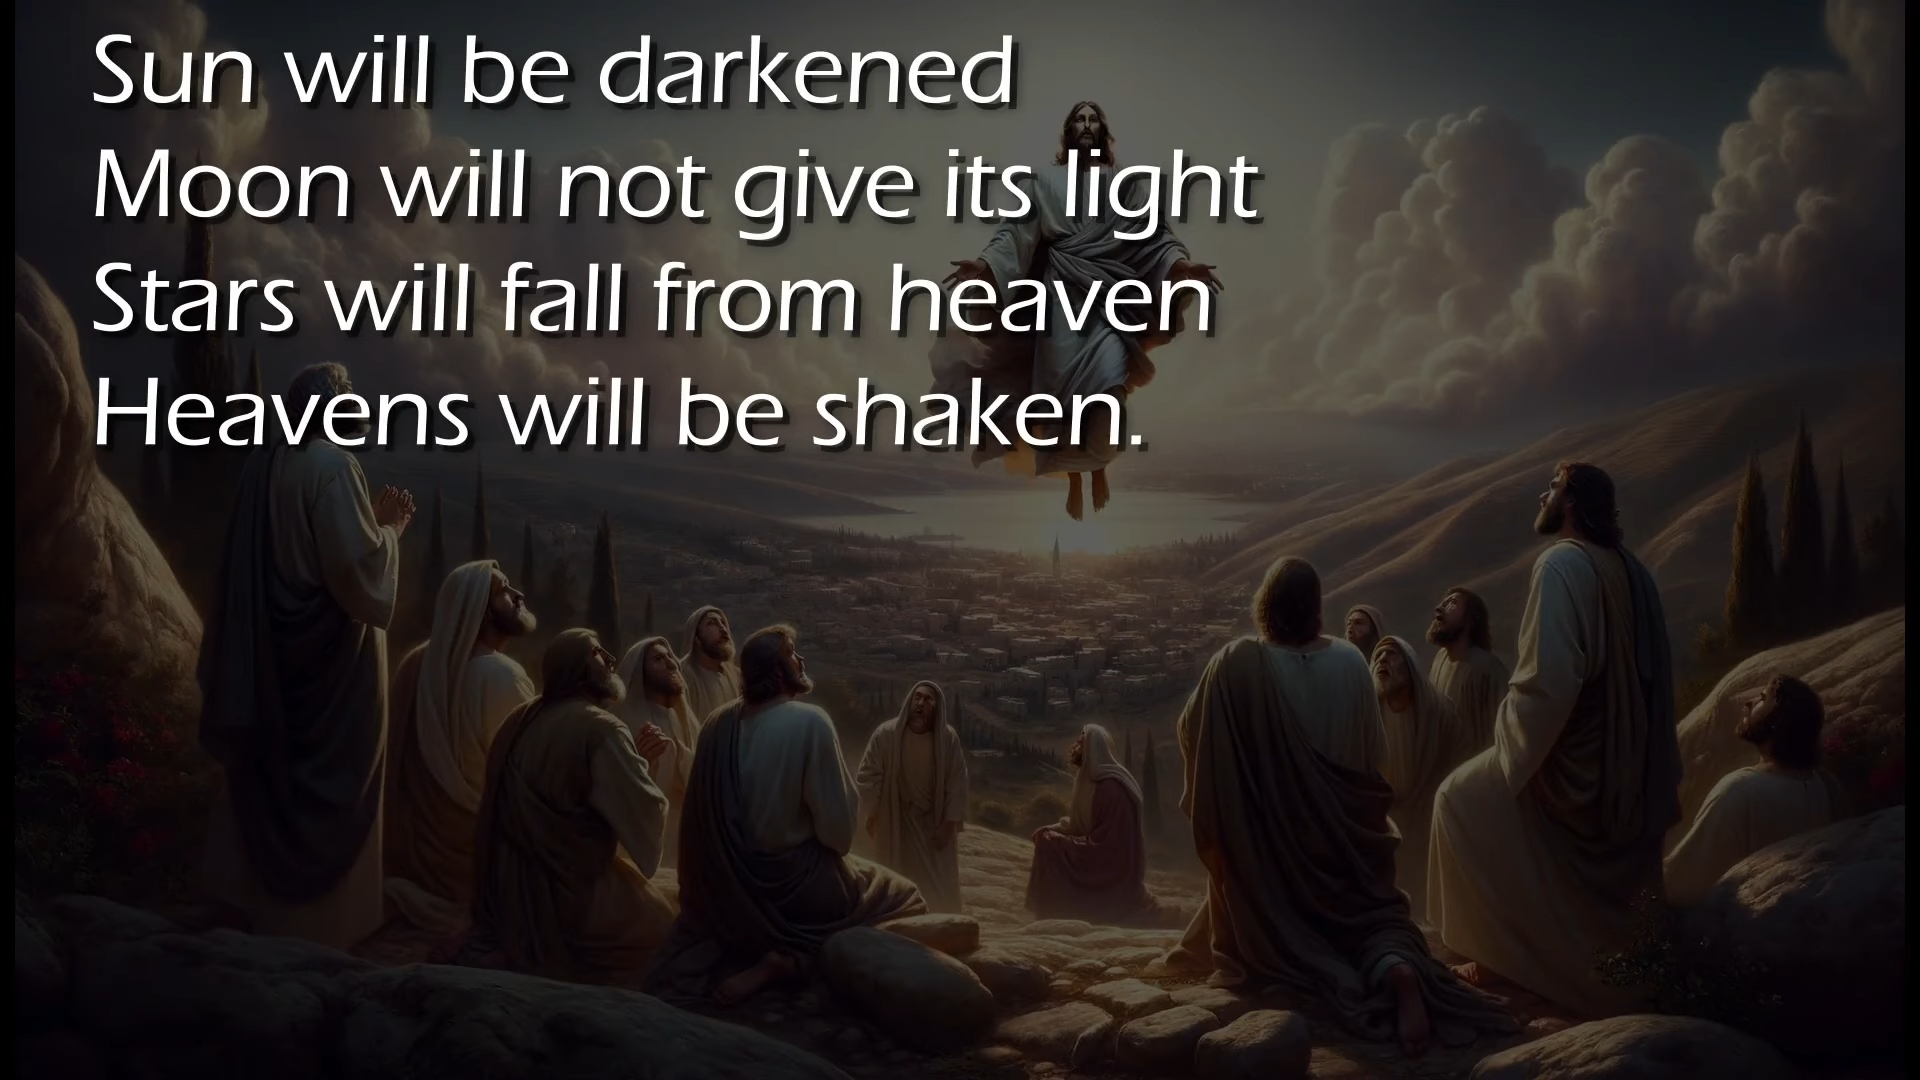 Sun will be darkened
Moon will not give its light
Stars will fall from heaven
Heavens will be shaken.